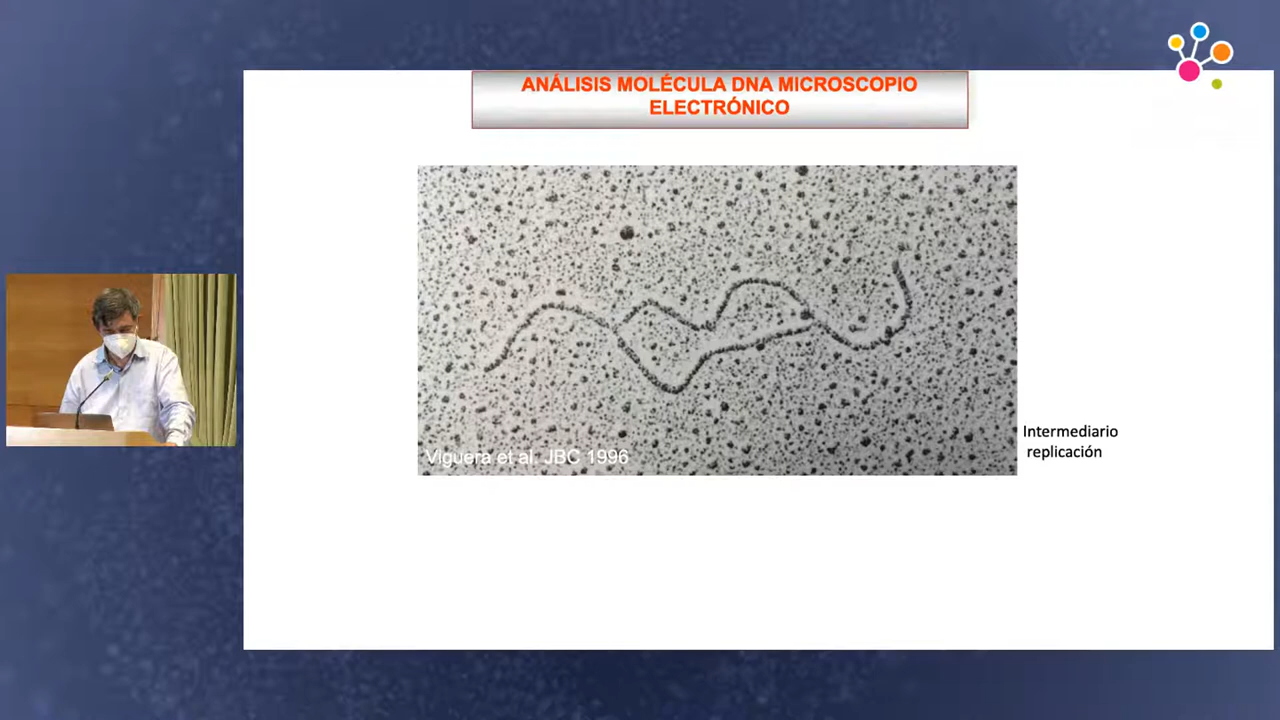 ANÁLISIS MOLÉCULA DNA MICROSCOPIO
ELECTRÓNICO
Viguera et al. JBC 1996
Intermediario
replicación